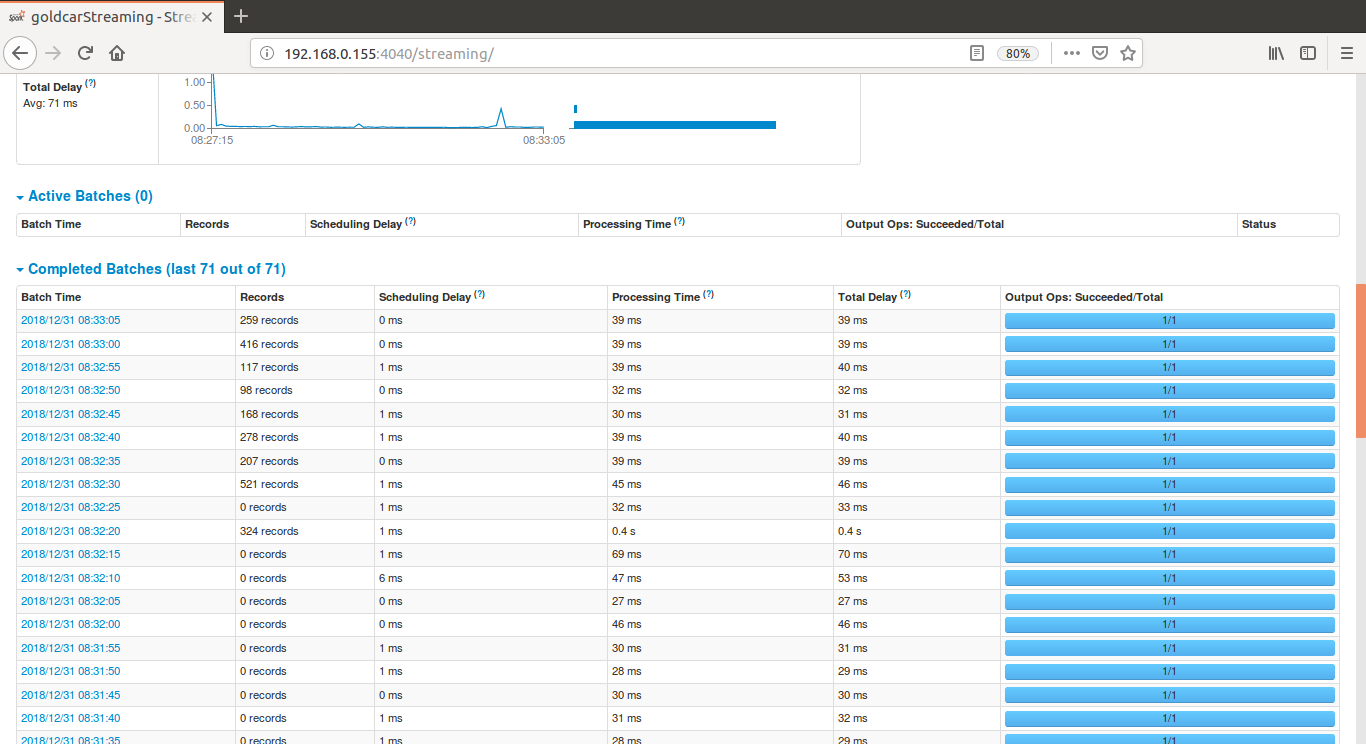 goldcarStreaming - Stre
192.168.0.155:4040/streaming/ 80%
Total Delay (?)
Avg: 71 ms
1.00
0.50
0.00
08:27:15 08:33:05
Active Batches (0)
Batch Time Records Scheduling Delay (?) Processing Time (?) Output Ops: Succeeded/Total Status
Completed Batches (last 71 out of 71)
Batch Time Records Scheduling Delay (?) Processing Time (?) Total Delay (?) Output Ops: Succeeded/Total
2018/12/31 08:33:05 259 records 0 ms 39 ms 39 ms 1/1
2018/12/31 08:33:00 416 records 0 ms 39 ms 39 ms 1/1
2018/12/31 08:32:55 117 records 1 ms 39 ms 40 ms 1/1
2018/12/31 08:32:50 98 records 0 ms 32 ms 32 ms 1/1
2018/12/31 08:32:45 168 records 1 ms 30 ms 31 ms 1/1
2018/12/31 08:32:40 278 records 1 ms 39 ms 40 ms 1/1
2018/12/31 08:32:35 207 records 0 ms 39 ms 39 ms 1/1
2018/12/31 08:32:30 521 records 1 ms 45 ms 46 ms 1/1
2018/12/31 08:32:25 0 records 1 ms 32 ms 33 ms 1/1
2018/12/31 08:32:20 324 records 1 ms 0.4 s 0.4 s 1/1
2018/12/31 08:32:15 0 records 1 ms 69 ms 70 ms 1/1
2018/12/31 08:32:10 0 records 6 ms 47 ms 53 ms 1/1
2018/12/31 08:32:05 0 records 0 ms 27 ms 27 ms 1/1
2018/12/31 08:32:00 0 records 0 ms 46 ms 46 ms 1/1
2018/12/31 08:31:55 0 records 1 ms 30 ms 31 ms 1/1
2018/12/31 08:31:50 0 records 1 ms 28 ms 29 ms 1/1
2018/12/31 08:31:45 0 records 0 ms 30 ms 30 ms 1/1
2018/12/31 08:31:40 0 records 1 ms 31 ms 32 ms 1/1
2018/12/31 08:31:35 0 records 1 ms 28 ms 29 ms 1/1